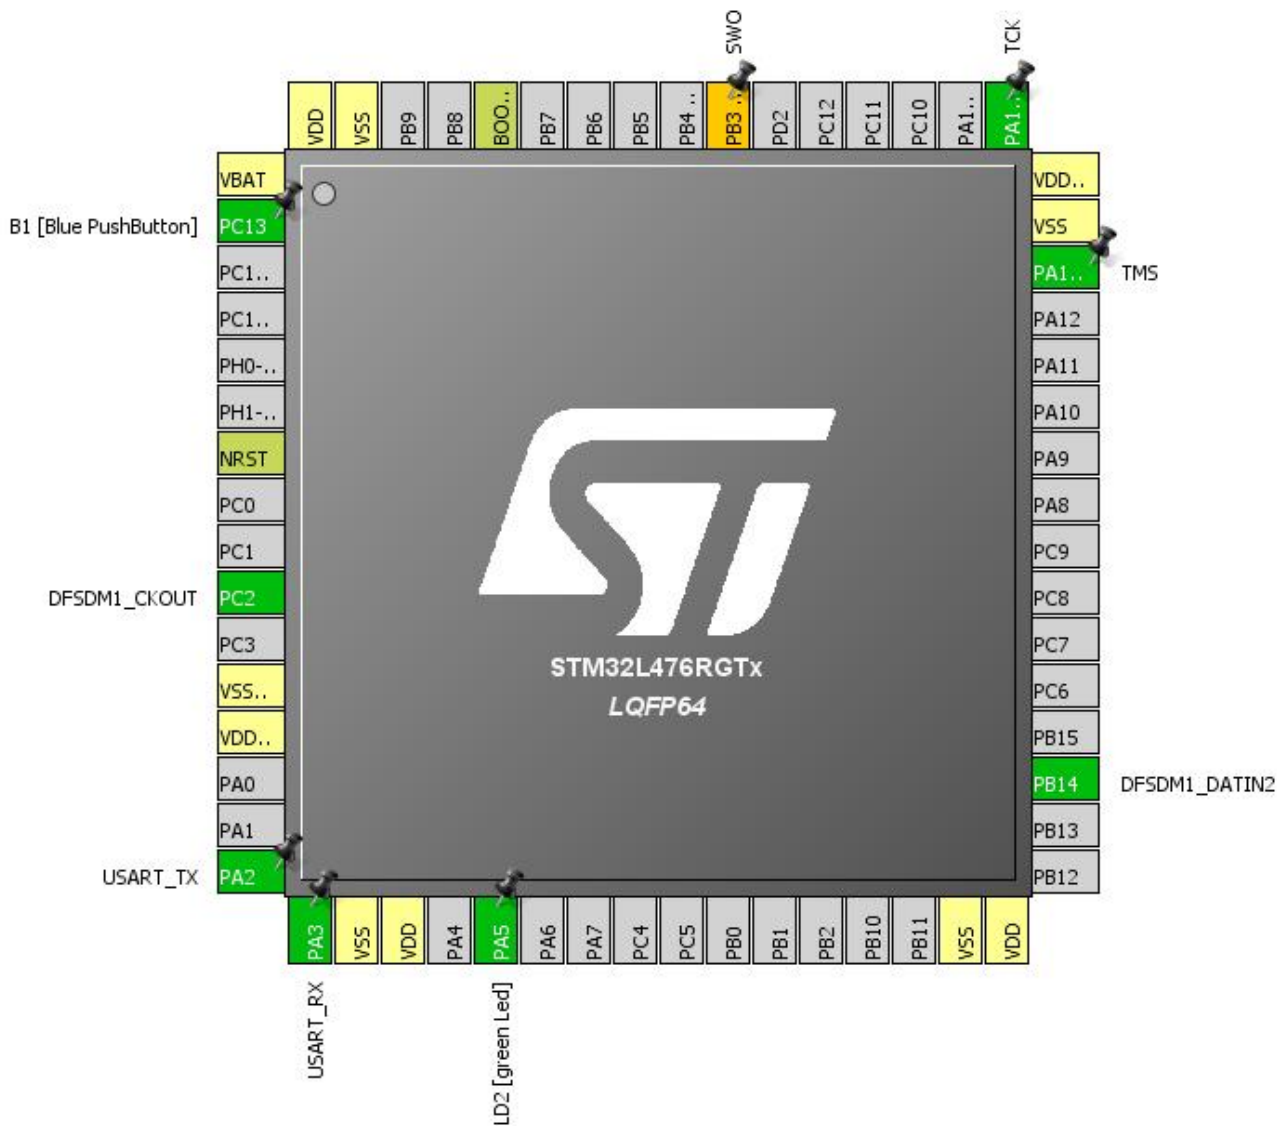 SWO
TCK
VDD
VSS
PB9
PB8
BOO..
PB7
PB6
PB5
PB4 ..
PB3 ..
PD2
PC12
PC11
PC10
PA1..
PA1..
VBAT
B1 [Blue PushButton]
PC13
PC1..
PC1..
PH0-..
PH1-..
NRST
PC0
PC1
DFSDM1_CKOUT
PC2
PC3
VSS..
VDD..
PA0
PA1
USART_TX
PA2
ST
STM32L476RGTx
LQFP64
VDD..
VSS
PA1..
TMS
PA12
PA11
PA10
PA9
PA8
PC9
PC8
PC7
PC6
PB15
PB14
DFSDM1_DATIN2
PB13
PB12
PA3
VSS
VDD
PA4
PA5
PA6
PA7
PC4
PC5
PB0
PB1
PB2
PB10
PB11
VSS
VDD
USART_RX
LD2 [green Led]